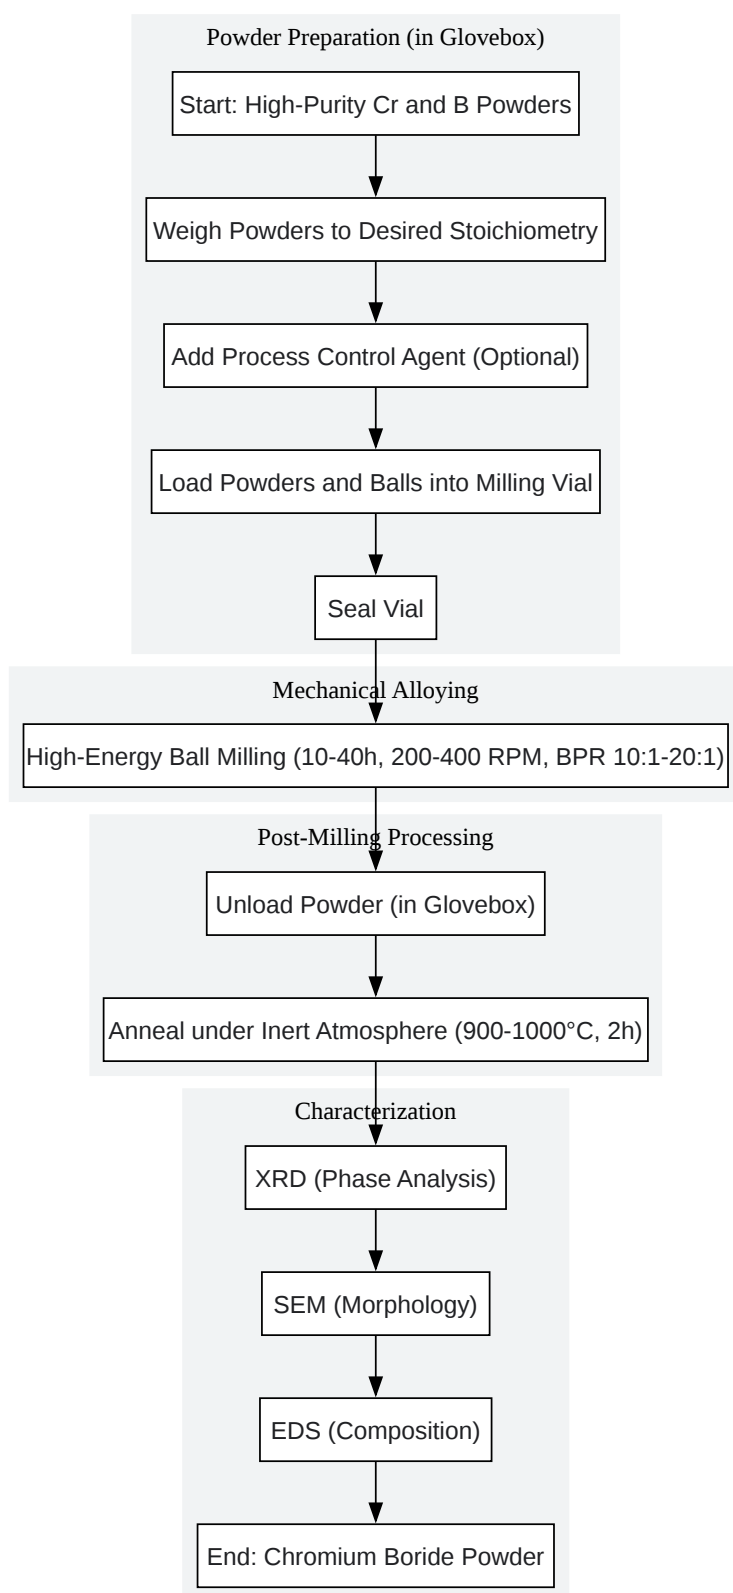 Powder Preparation (in Glovebox)
Start: High-Purity Cr and B Powders
Weigh Powders to Desired Stoichiometry
Add Process Control Agent (Optional)
Load Powders and Balls into Milling Vial
Seal Vial
Mechanical Alloying
High-Energy Ball Milling (10-40h, 200-400 RPM, BPR 10:1-20:1)
Post-Milling Processing
Unload Powder (in Glovebox)
Anneal under Inert Atmosphere (900-1000°C, 2h)
Characterization
XRD (Phase Analysis)
SEM (Morphology)
EDS (Composition)
End: Chromium Boride Powder